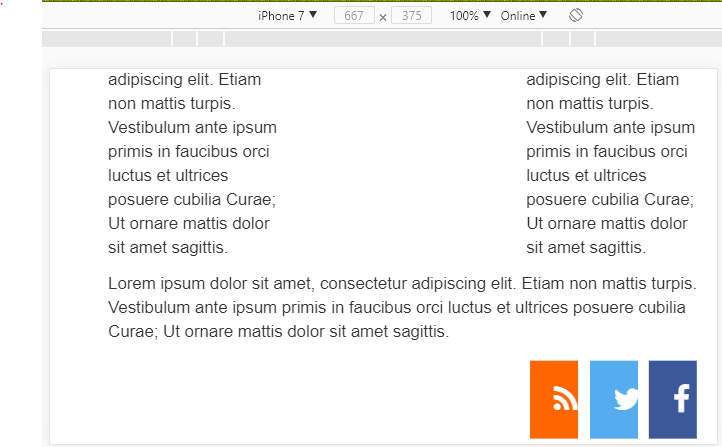 iPhone 7 ▼ 667 × 375 100% ▼ Online ▼
adipiscing elit. Etiam
non mattis turpis.
Vestibulum ante ipsum
primis in faucibus orci
luctus et ultrices
posuere cubilia Curae;
Ut ornare mattis dolor
sit amet sagittis.
adipiscing elit. Etiam
non mattis turpis.
Vestibulum ante ipsum
primis in faucibus orci
luctus et ultrices
posuere cubilia Curae;
Ut ornare mattis dolor
sit amet sagittis.
Lorem ipsum dolor sit amet, consectetur adipiscing elit. Etiam non mattis turpis.
Vestibulum ante ipsum primis in faucibus orci luctus et ultrices posuere cubilia
Curae; Ut ornare mattis dolor sit amet sagittis.